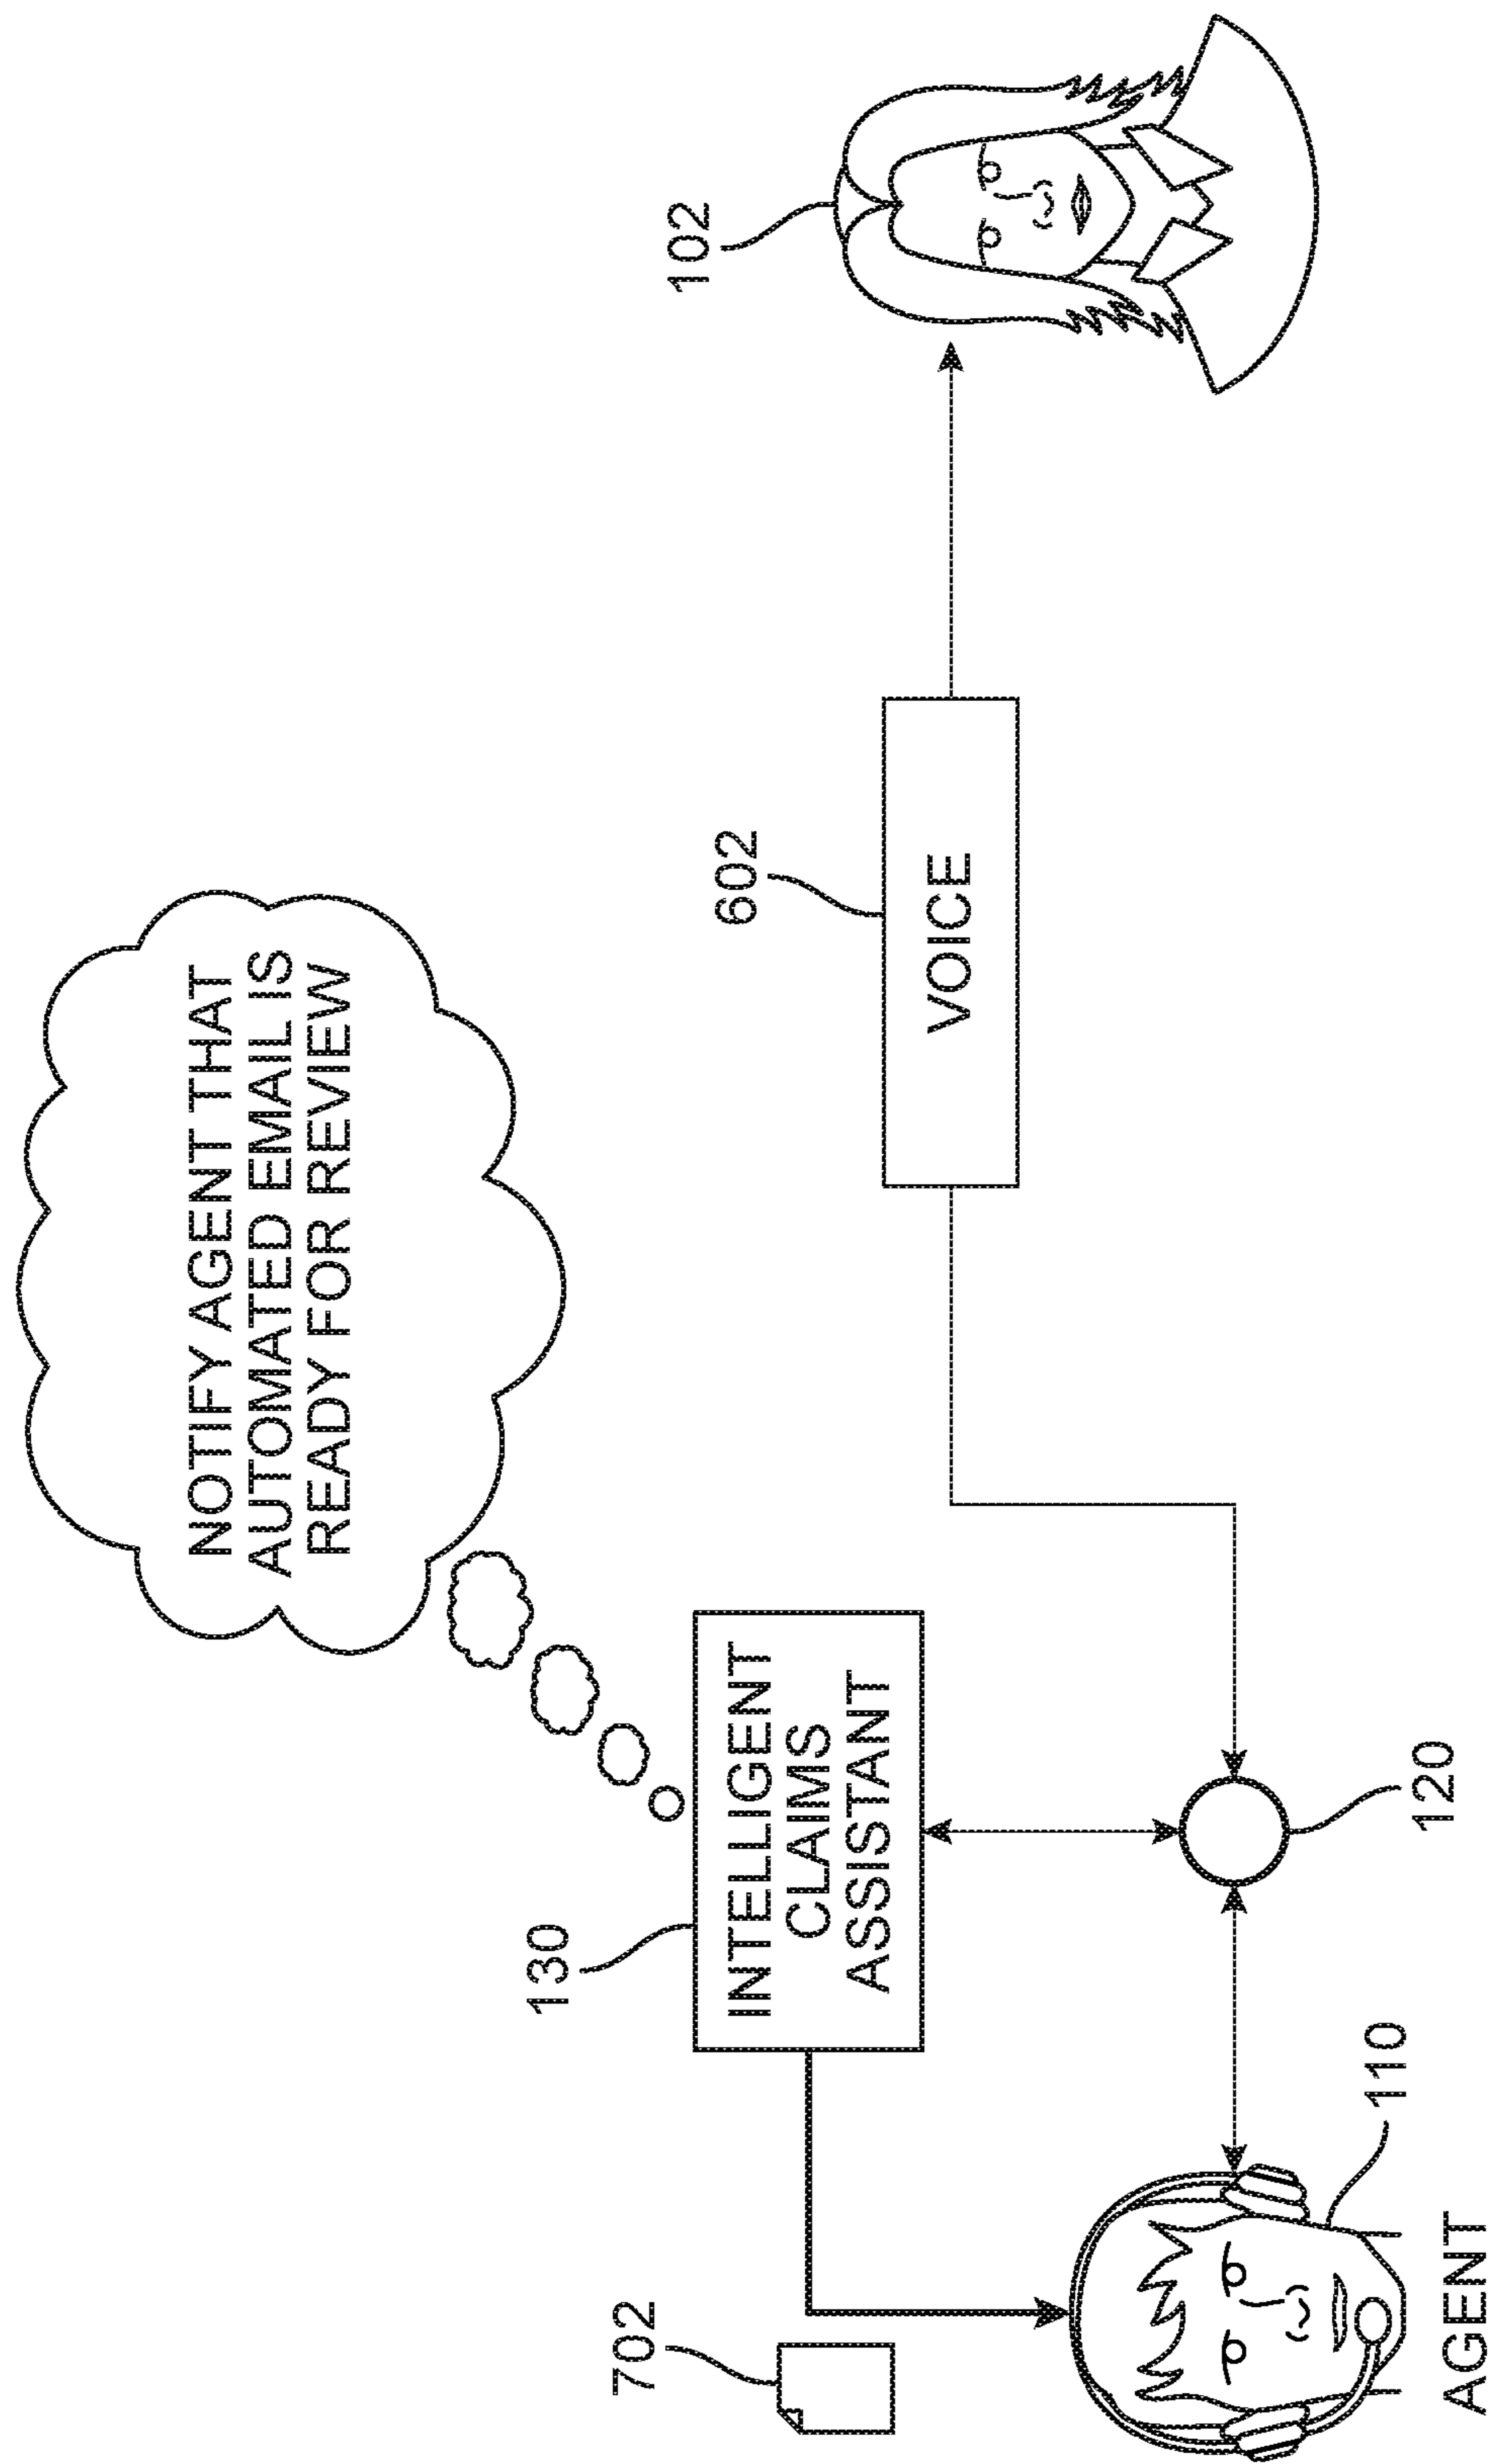 NOTIFY AGENT THAT
AUTOMATED EMAIL IS
READY FOR REVIEW
702
130
INTELLIGENT
CLAIMS
ASSISTANT
602
VOICE
102
110
120
AGENT